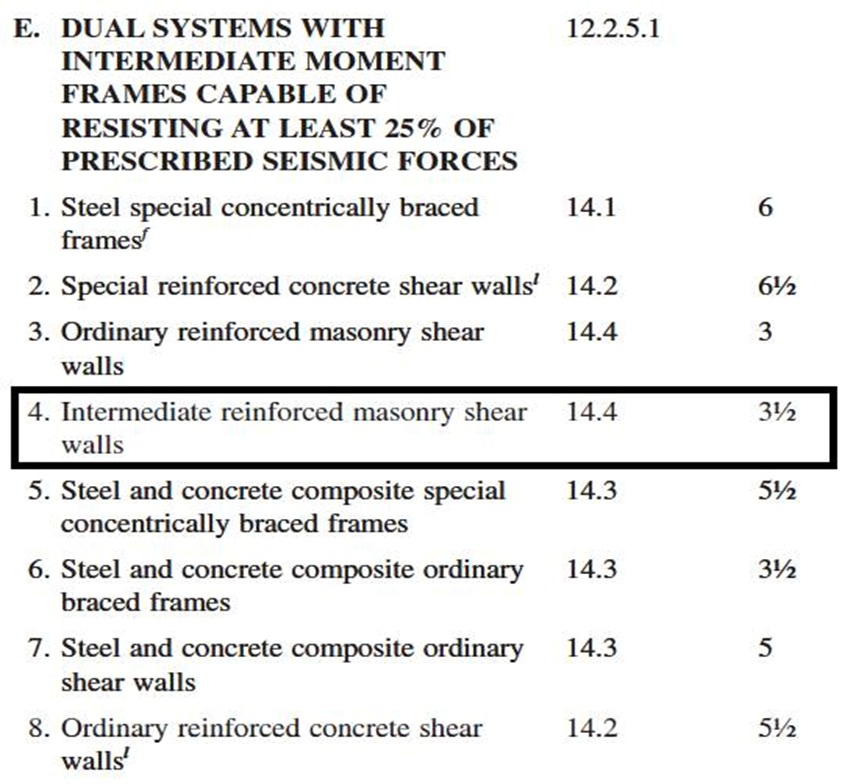 E. DUAL SYSTEMS WITH 12.2.5.1
INTERMEDIATE MOMENT
FRAMES CAPABLE OF
RESISTING AT LEAST 25% OF
PRESCRIBED SEISMIC FORCES
1. Steel special concentrically braced 14.1 6
frames^f
2. Special reinforced concrete shear walls^l 14.2 6½
3. Ordinary reinforced masonry shear 14.4 3
walls
4. Intermediate reinforced masonry shear 14.4 3½
walls
5. Steel and concrete composite special 14.3 5½
concentrically braced frames
6. Steel and concrete composite ordinary 14.3 3½
braced frames
7. Steel and concrete composite ordinary 14.3 5
shear walls
8. Ordinary reinforced concrete shear 14.2 5½
walls^l